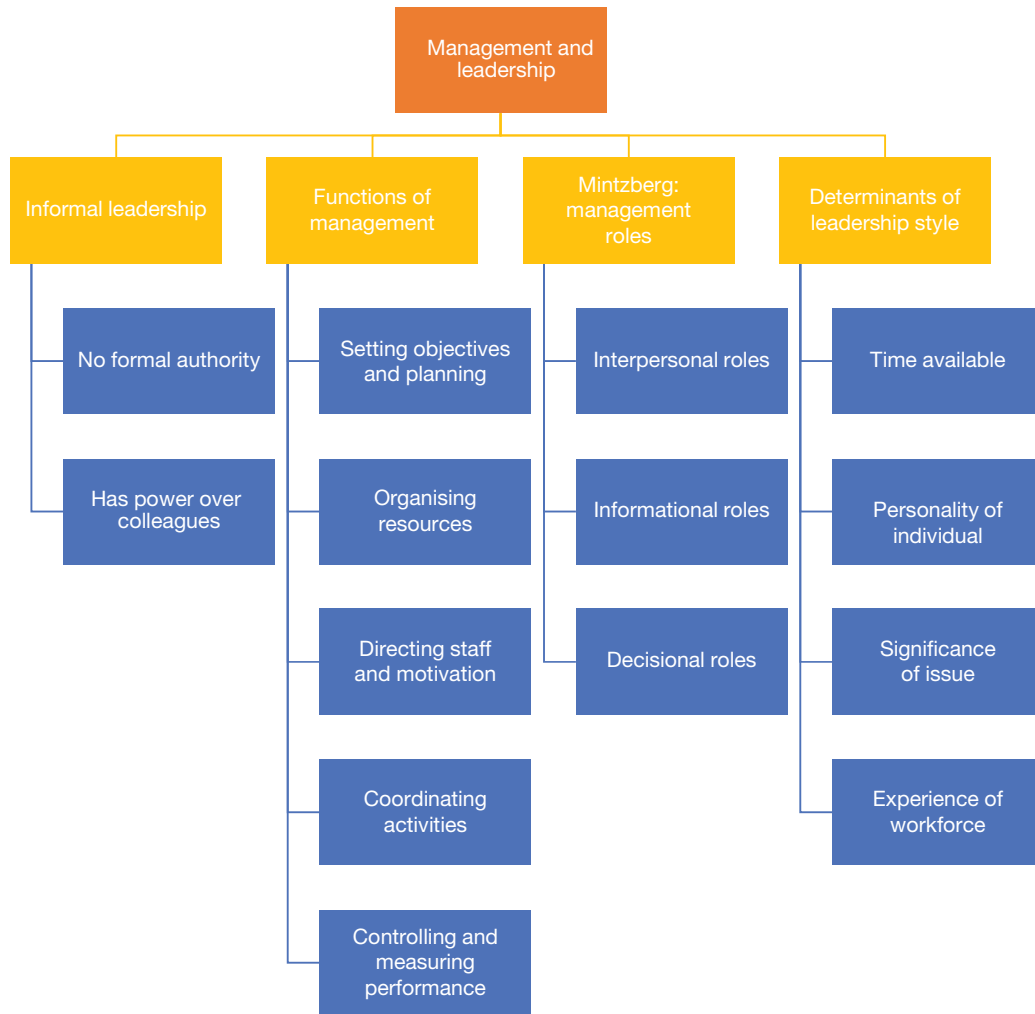 Management and
leadership
Informal leadership
Functions of
management
Mintzberg:
management
roles
Determinants of
leadership style
No formal authority
Has power over
colleagues
Setting objectives
and planning
Organising
resources
Directing staff
and motivation
Coordinating
activities
Controlling and
measuring
performance
Interpersonal roles
Informational roles
Decisional roles
Time available
Personality of
individual
Significance
of issue
Experience of
workforce